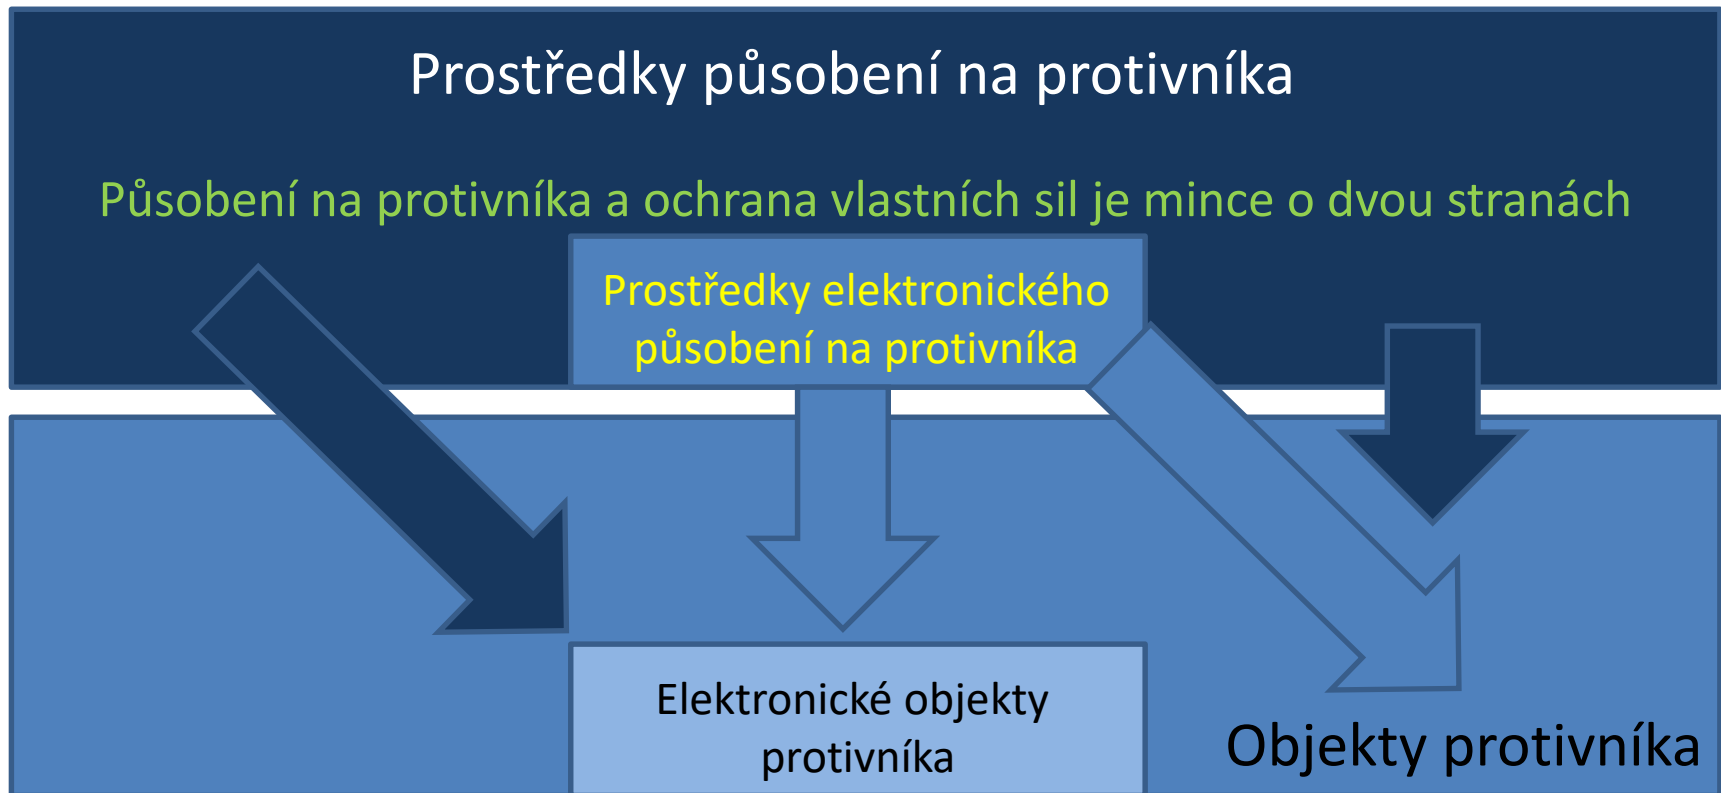 Prostředky působení na protivníka
Působení na protivníka a ochrana vlastních sil je mince o dvou stranách
Prostředky elektronického
působení na protivníka
Elektronické objekty
protivníka
Objekty protivníka